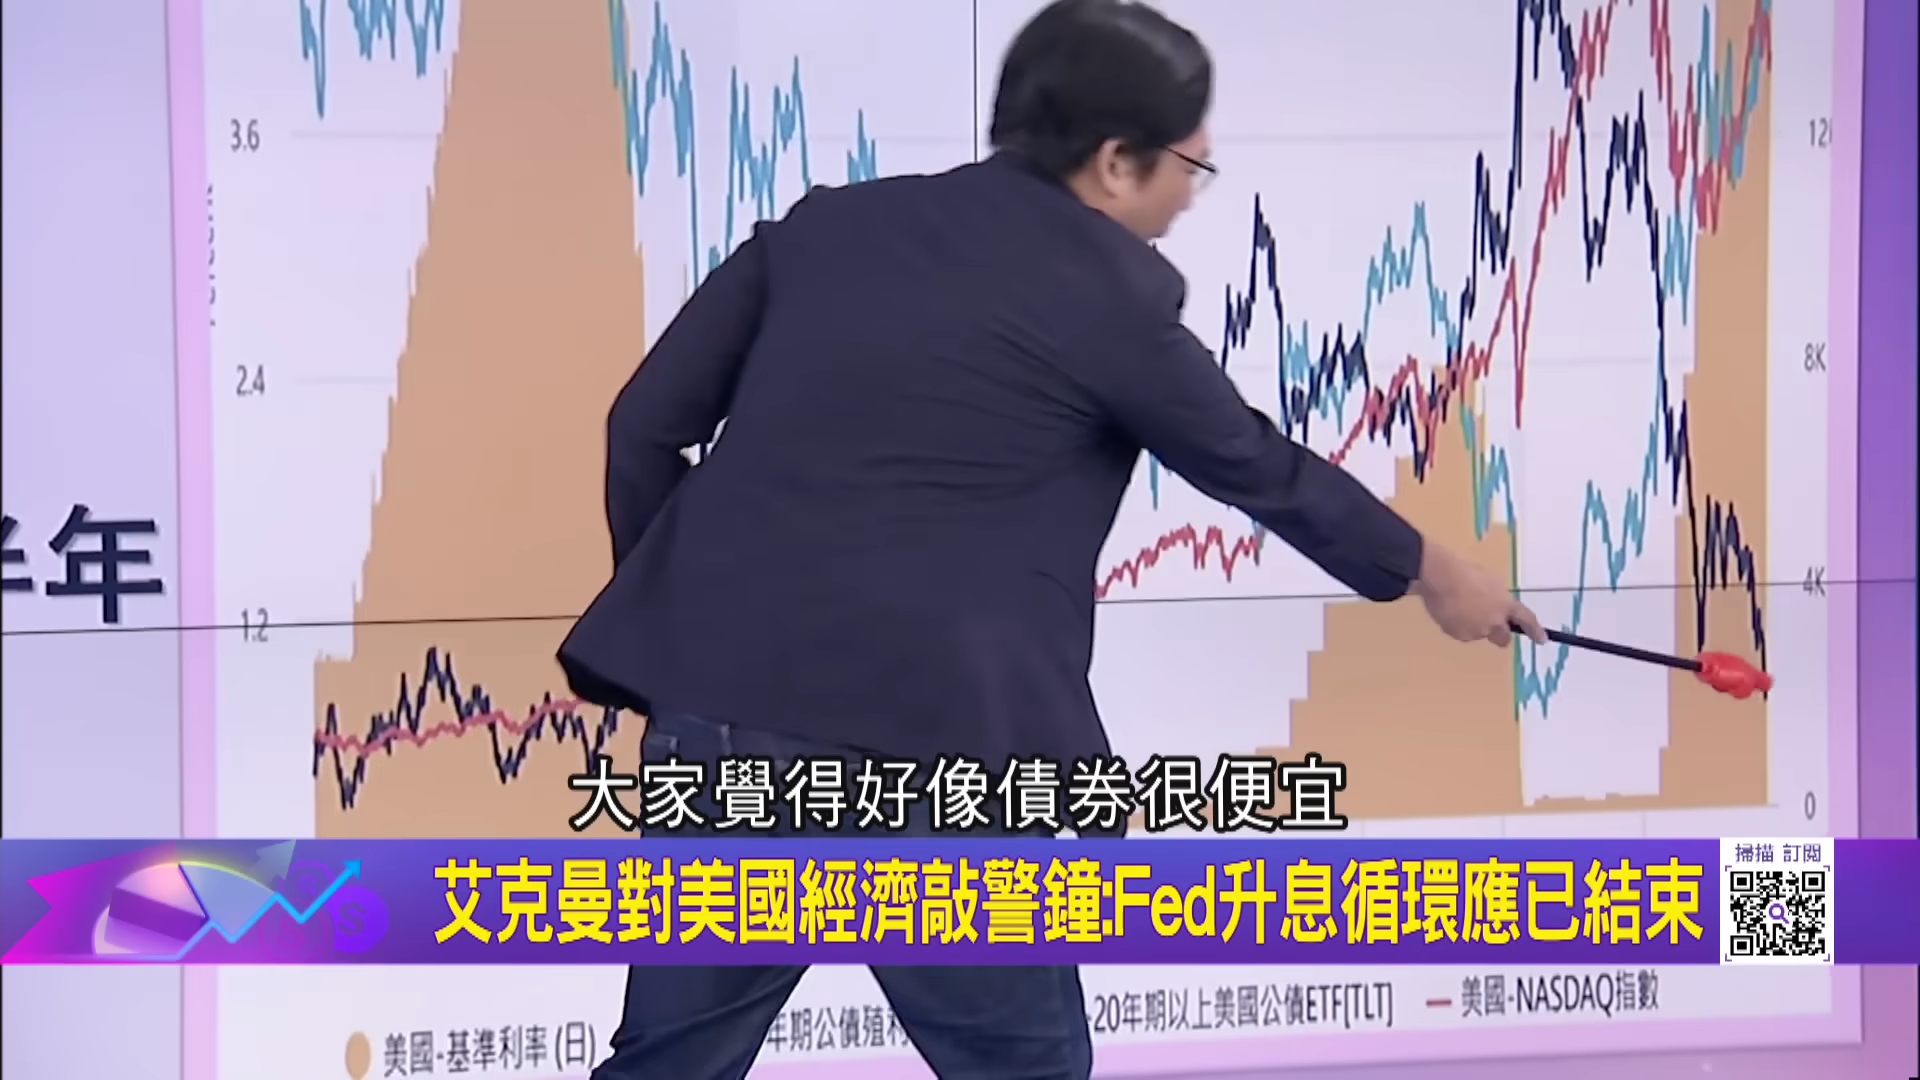 3.6
12K
2.4
8K
半年
1.2
4K
0
大家覺得好像債券很便宜
掃描 訂閱
艾克曼對美國經濟敲警鐘:Fed升息循環應已結束
美國-基準利率 (日)
年期公債殖利
-20年期以上美國公債ETF[TLT]
美國-NASDAQ指數